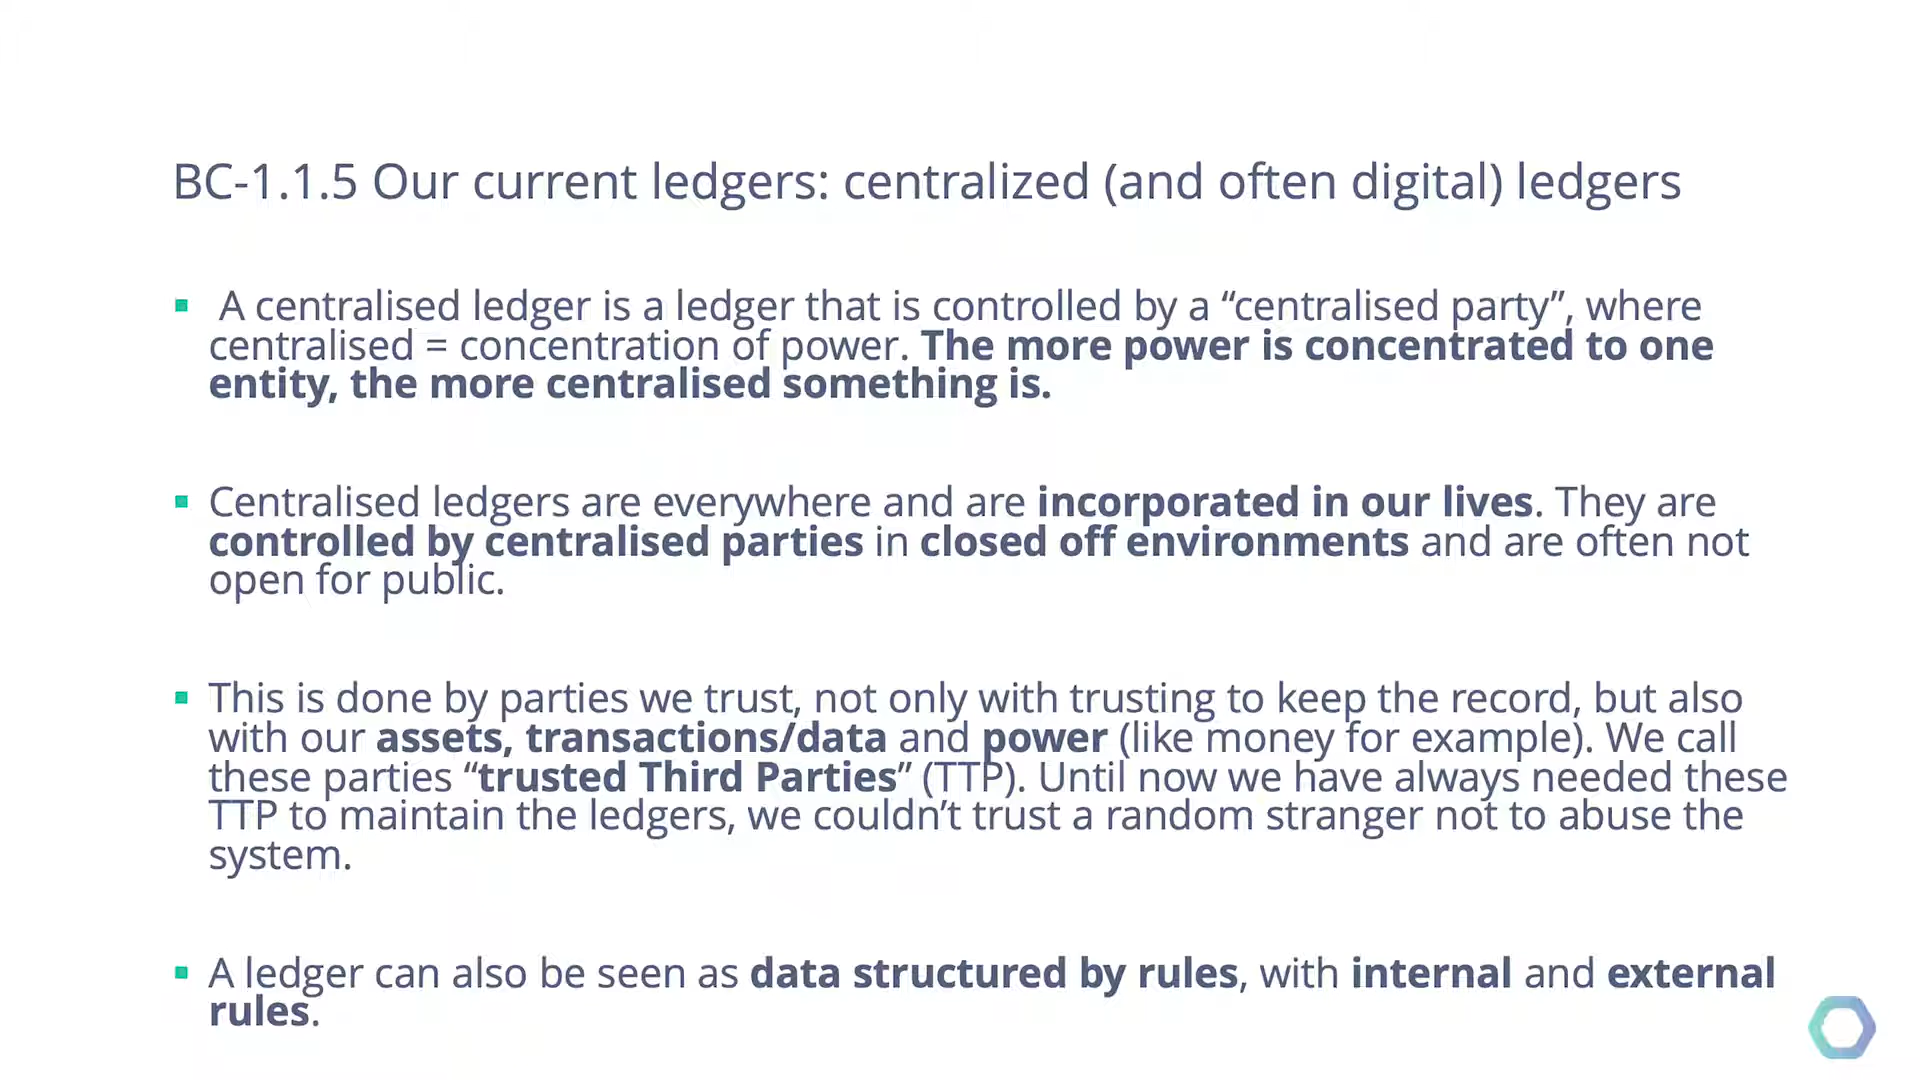 BC-1.1.5 Our current ledgers: centralized (and often digital) ledgers
A centralised ledger is a ledger that is controlled by a “centralised party”, where
centralised = concentration of power. The more power is concentrated to one
entity, the more centralised something is.
Centralised ledgers are everywhere and are incorporated in our lives. They are
controlled by centralised parties in closed off environments and are often not
open for public.
This is done by parties we trust, not only with trusting to keep the record, but also
with our assets, transactions/data and power (like money for example). We call
these parties “trusted Third Parties” (TTP). Until now we have always needed these
TTP to maintain the ledgers, we couldn’t trust a random stranger not to abuse the
system.
A ledger can also be seen as data structured by rules, with internal and external
rules.